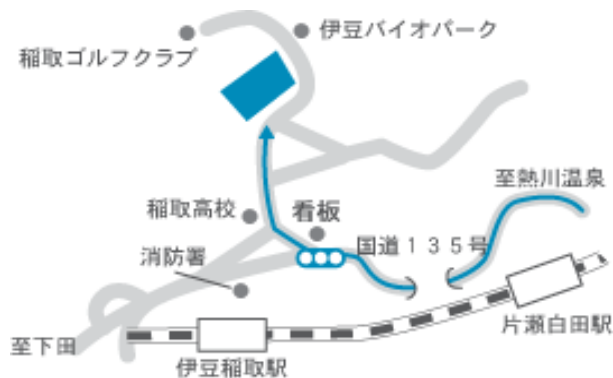 伊豆バイオパーク
稲取ゴルフクラブ
至熱川温泉
稲取高校
看板
国道１３５号
消防署
片瀬白田駅
至下田
伊豆稲取駅